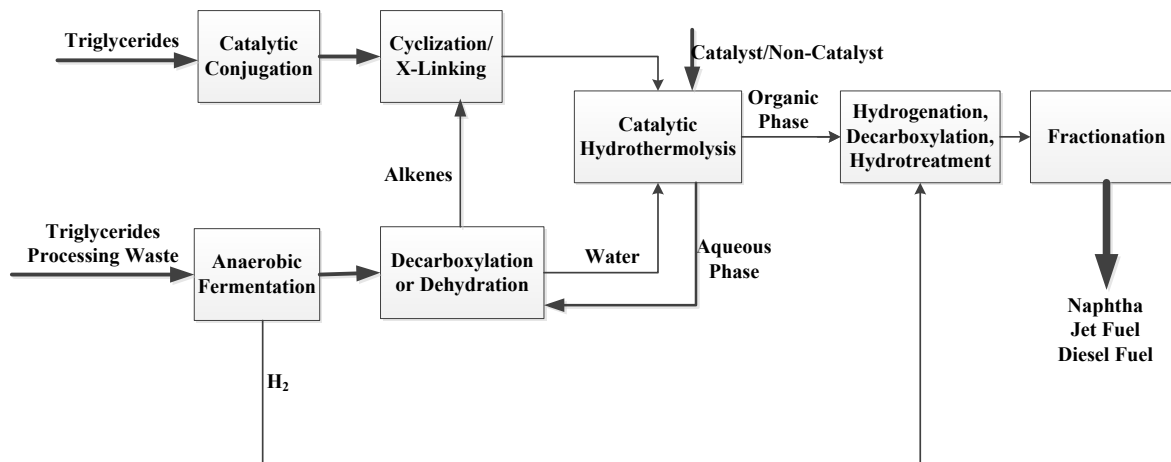 Triglycerides
Catalytic
Conjugation
Cyclization/
X-Linking
Catalyst/Non-Catalyst
Catalytic
Hydrothermolysis
Organic
Phase
Hydrogenation,
Decarboxylation,
Hydrotreatment
Fractionation
Alkenes
Triglycerides
Processing Waste
Anaerobic
Fermentation
Decarboxylation
or Dehydration
Water
Aqueous
Phase
Naphtha
Jet Fuel
Diesel Fuel
H₂